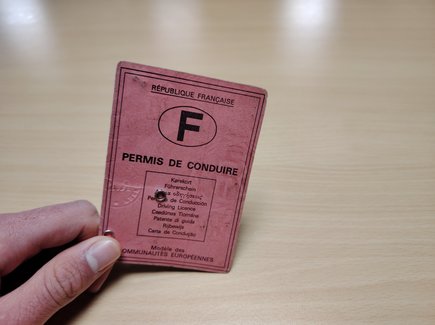 RÉPUBLIQUE FRANÇAISE
F
PERMIS DE CONDUIRE
Kørekort
Führerschein
οδηγήσεως
de Conducción
Driving Licence
Ceadúnas Tiomána
Patente di guida
Rijbewijs
Carta de Condução
Modèle des
COMMUNAUTÉS EUROPÉENNES